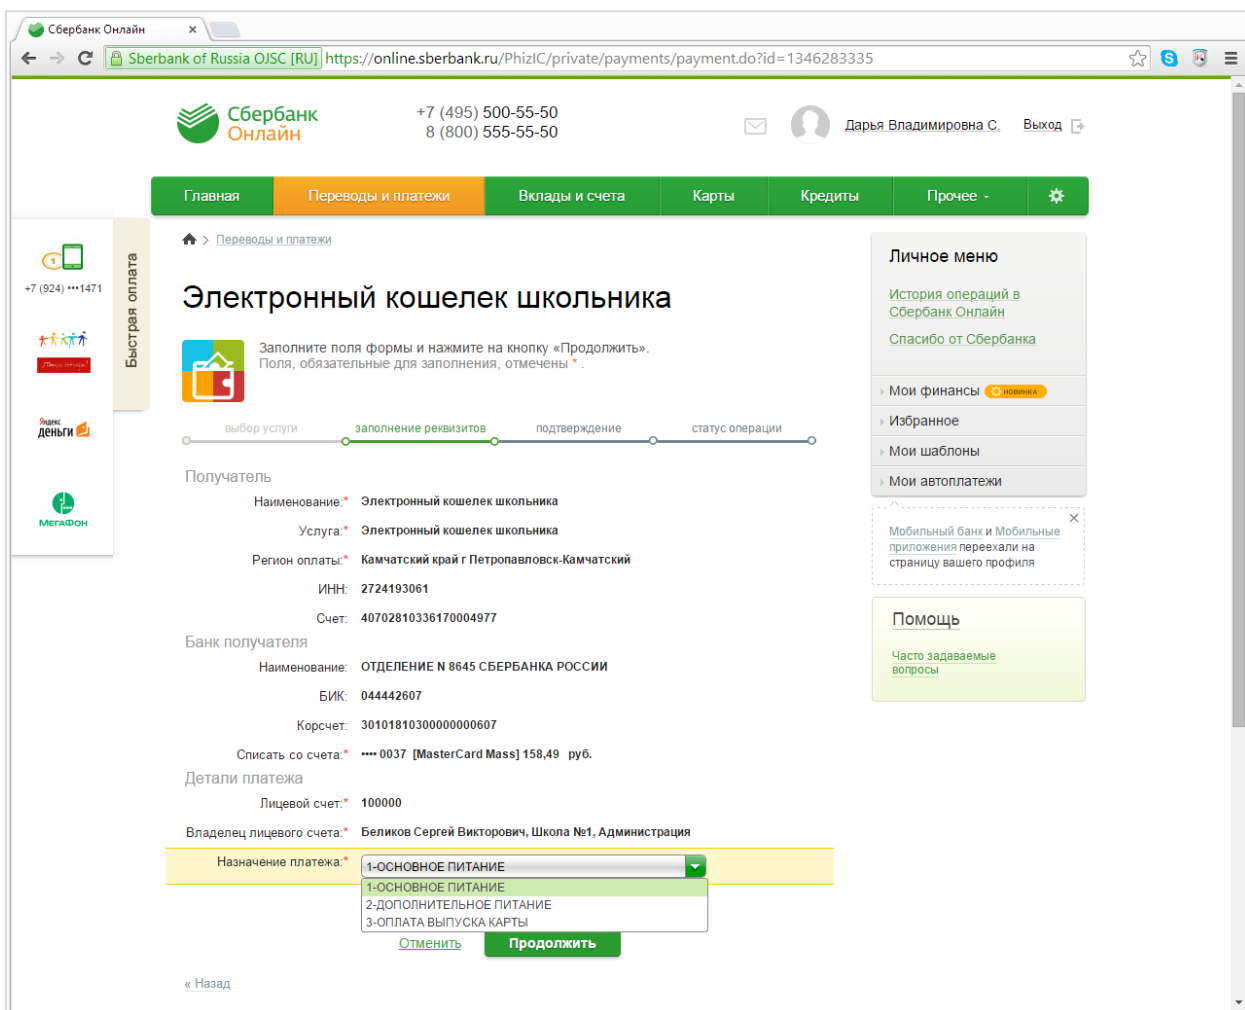 Сбербанк Онлайн
Sberbank of Russia OJSC [RU] https://online.sberbank.ru/PhizIC/private/payments/payment.do?id=1346283335
Сбербанк
Онлайн
+7 (495) 500-55-50
8 (800) 555-55-50
Дарья Владимировна С.
Выход
Главная
Переводы и платежи
Вклады и счета
Карты
Кредиты
Прочее
Быстрая оплата
1
+7 (924) •••1471
Яндекс
деньги
МЕГАФОН
> Переводы и платежи
Электронный кошелек школьника
Заполните поля формы и нажмите на кнопку «Продолжить».
Поля, обязательные для заполнения, отмечены * .
выбор услуги
заполнение реквизитов
подтверждение
статус операции
Получатель
Наименование:* Электронный кошелек школьника
Услуга:* Электронный кошелек школьника
Регион оплаты:* Камчатский край г Петропавловск-Камчатский
ИНН: 2724193061
Счет: 40702810336170004977
Банк получателя
Наименование: ОТДЕЛЕНИЕ N 8645 СБЕРБАНКА РОССИИ
БИК: 044442607
Корсчет: 30101810300000000607
Списать со счета:* •••• 0037 [MasterCard Mass] 158,49 руб.
Детали платежа
Лицевой счет:* 100000
Владелец лицевого счета:* Беликов Сергей Викторович, Школа №1, Администрация
Назначение платежа:* 1-ОСНОВНОЕ ПИТАНИЕ
1-ОСНОВНОЕ ПИТАНИЕ
2-ДОПОЛНИТЕЛЬНОЕ ПИТАНИЕ
3-ОПЛАТА ВЫПУСКА КАРТЫ
Отменить
Продолжить
« Назад
Личное меню
История операций в
Сбербанк Онлайн
Спасибо от Сбербанка
Мои финансы НОВИНКА
Избранное
Мои шаблоны
Мои автоплатежи
Мобильный банк и Мобильные
приложения переехали на
страницу вашего профиля
Помощь
Часто задаваемые
вопросы